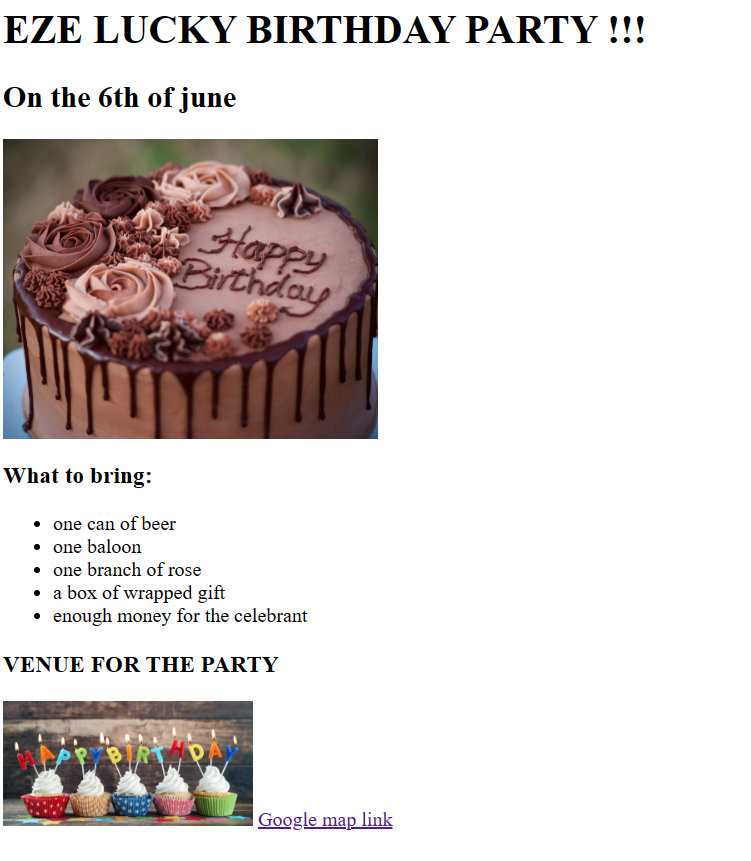 EZE LUCKY BIRTHDAY PARTY !!!
On the 6th of june
Happy
Birthday
What to bring:
one can of beer
one baloon
one branch of rose
a box of wrapped gift
enough money for the celebrant
VENUE FOR THE PARTY
HAPPYBIRTHDAY
Google map link